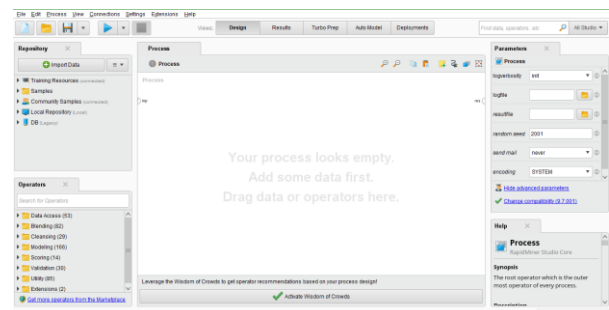 File Edit Process View Connections Settings Extensions Help
Views: Design Results Turbo Prep Auto Model Deployments
Find data, operators, etc. All Studio
Repository
Import Data
Training Resources (connected)
Samples
Community Samples (connected)
Local Repository (Local)
DB (Legacy)
Operators
Search for Operators
Data Access (53)
Blending (82)
Cleansing (29)
Modeling (166)
Scoring (14)
Validation (30)
Utility (85)
Extensions (2)
Get more operators from the Marketplace
Process
Process
Process
inp
res
Your process looks empty.
Add some data first.
Drag data or operators here.
Leverage the Wisdom of Crowds to get operator recommendations based on your process design!
Activate Wisdom of Crowds
Parameters
Process
logverbosity init
logfile
resultfile
random seed 2001
send mail never
encoding SYSTEM
Hide advanced parameters
Change compatibility (9.7.001)
Help
Process
RapidMiner Studio Core
Synopsis
The root operator which is the outer
most operator of every process.
Description